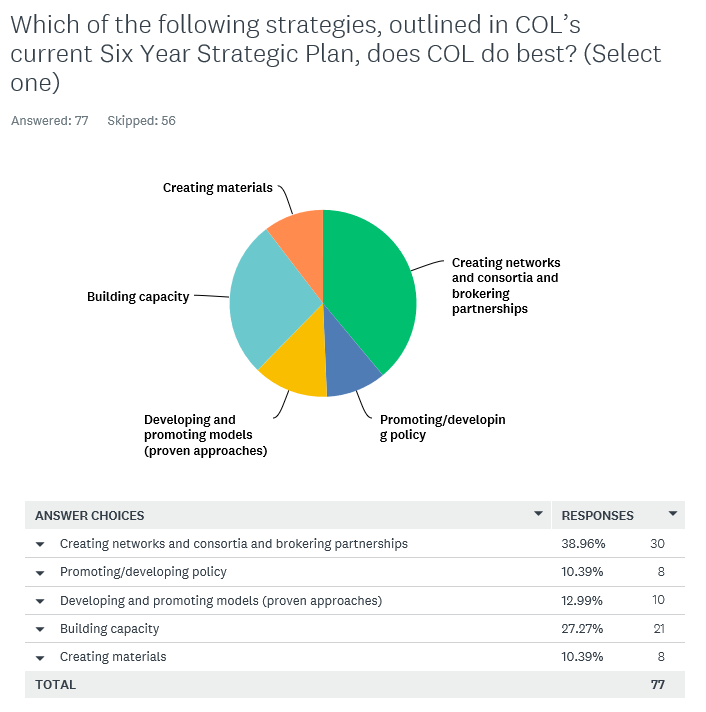 Which of the following strategies, outlined in COL’s
current Six Year Strategic Plan, does COL do best? (Select
one)
Answered: 77 Skipped: 56
Creating materials
Creating networks
and consortia and
brokering
partnerships
Building capacity
Developing and
promoting models
(proven approaches)
Promoting/developin
g policy
ANSWER CHOICES RESPONSES
Creating networks and consortia and brokering partnerships 38.96% 30
Promoting/developing policy 10.39% 8
Developing and promoting models (proven approaches) 12.99% 10
Building capacity 27.27% 21
Creating materials 10.39% 8
TOTAL 77